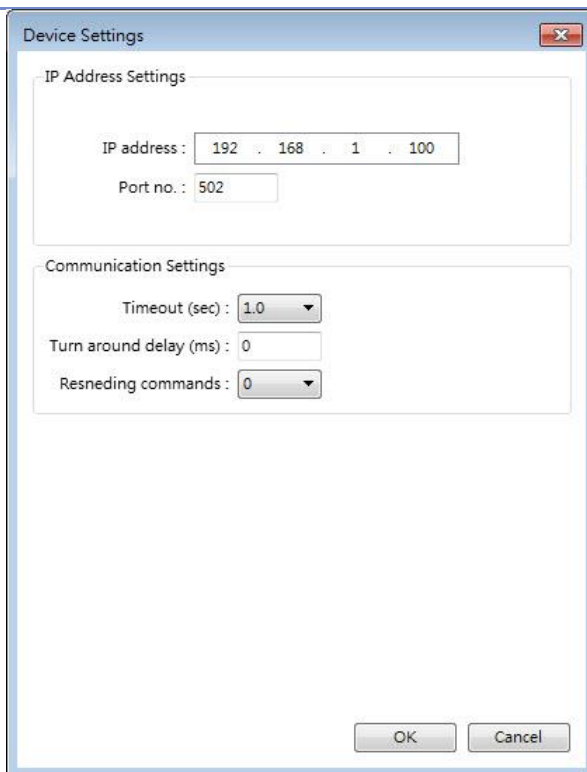 Device Settings
IP Address Settings
IP address : 192 . 168 . 1 . 100
Port no. : 502
Communication Settings
Timeout (sec) : 1.0
Turn around delay (ms) : 0
Resneding commands : 0
OK Cancel